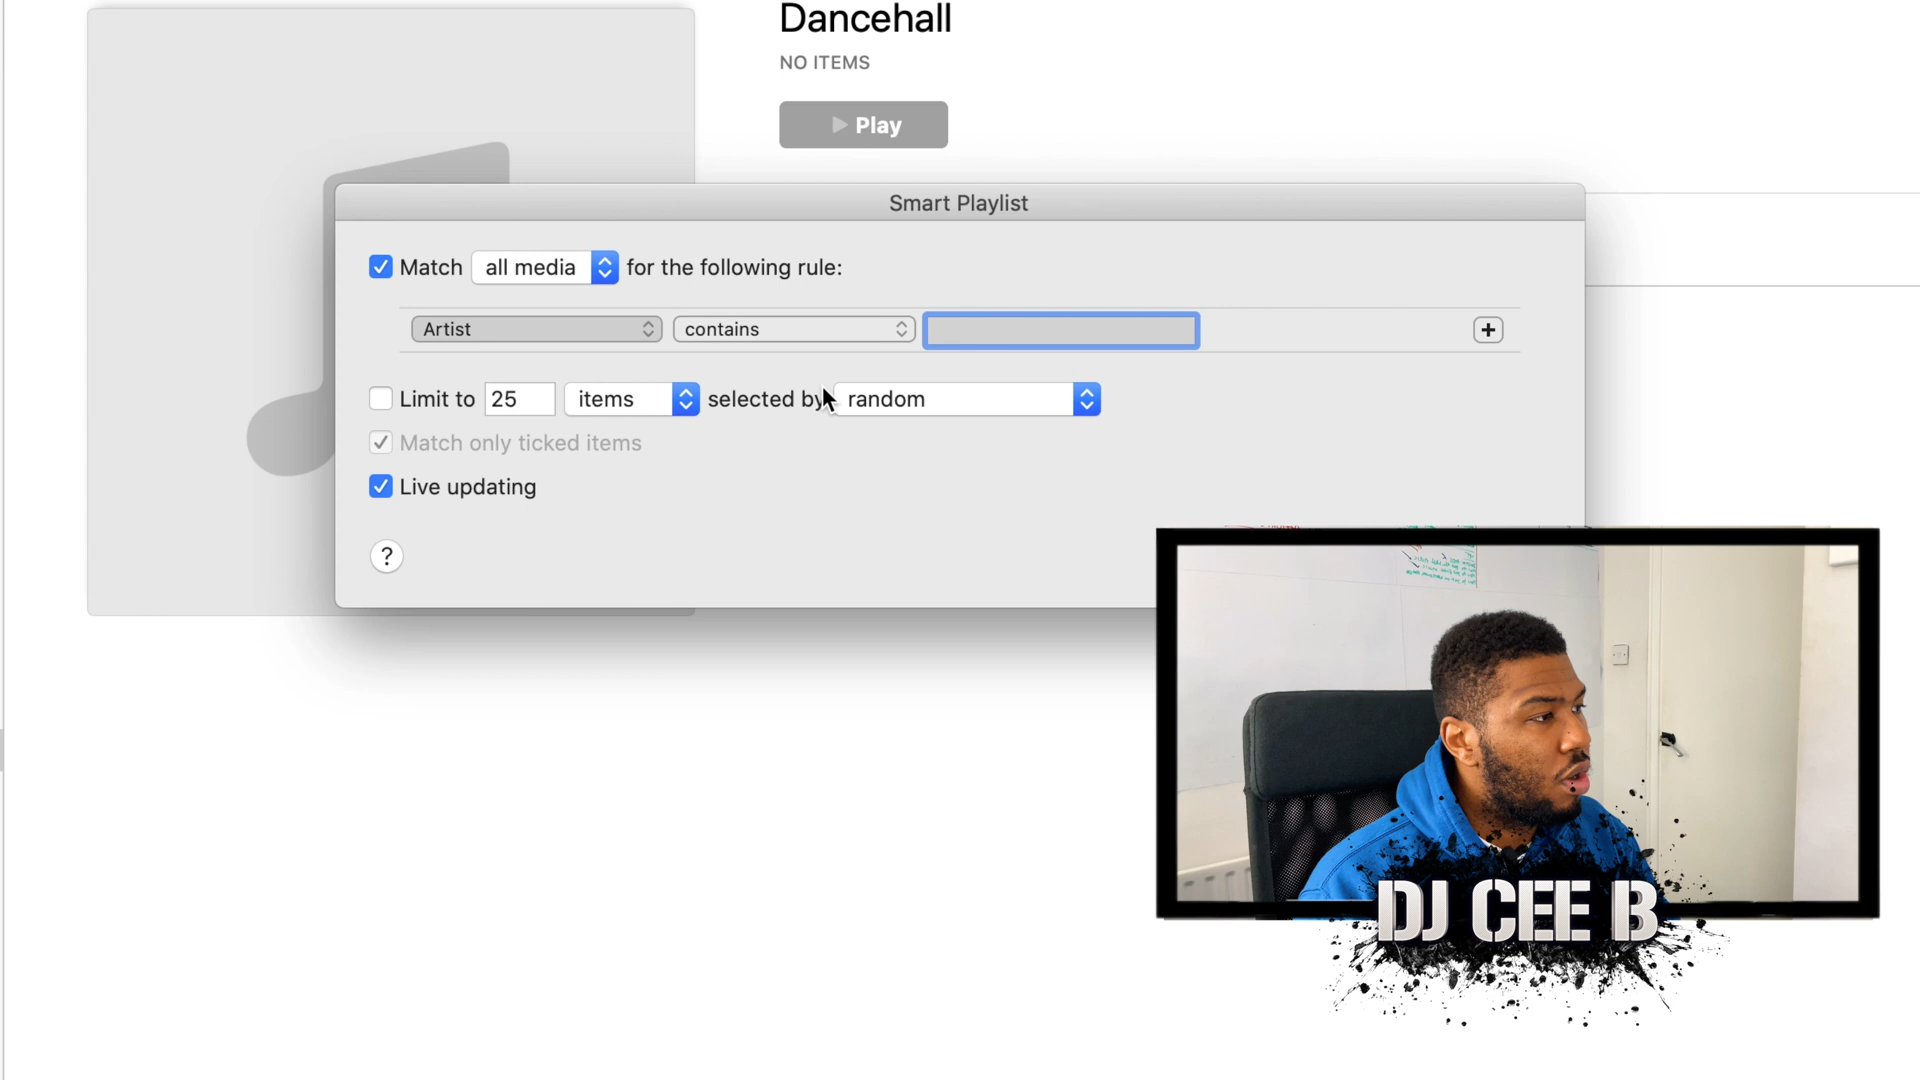 Dancehall
NO ITEMS
Play
Smart Playlist
Match all media for the following rule:
Artist contains
Limit to 25 items selected by random
Match only ticked items
Live updating
?
DJ CEE B